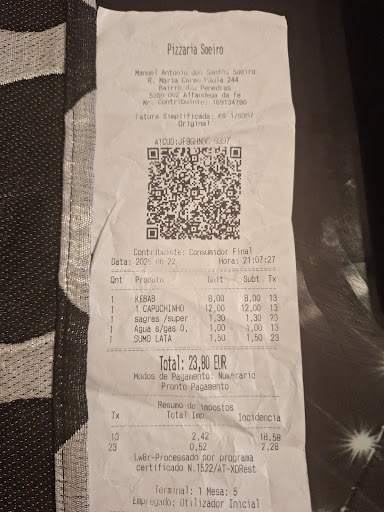 Pizzaria Soeiro
Manuel Antonio dos Santos Soeiro
R. Maria Carmo Paula 244
Bairro das Penedras
5350-002 Alfandega da fe
Nr. Contribuinte: 189134780
Fatura Simplificada: FS 1/9397
Original
Contribuinte: Consumidor Final
Data: Hora: 21:07:27
Qnt Produto Unit Subt Tx
1 KEBAB 8,00 8,00 13
1 1 CAPUCHINHO 12,00 12,00 13
1 sagres /super 1,30 1,30 23
1 Agua s/gas 0, 1,00 1,00 13
1 SUMO LATA 1,50 1,50 23
Total: 23,80 EUR
Modos de Pagamento: Numerario
Pronto Pagamento
Resumo de impostos
Tx Total Imp. Incidencia
13 2,42 18,58
23 0,52 2,28
LwBr-Processado por programa
certificado N.1522/AT-XDRest
Terminal: 1 Mesa: 5
Empregado: Utilizador Inicial